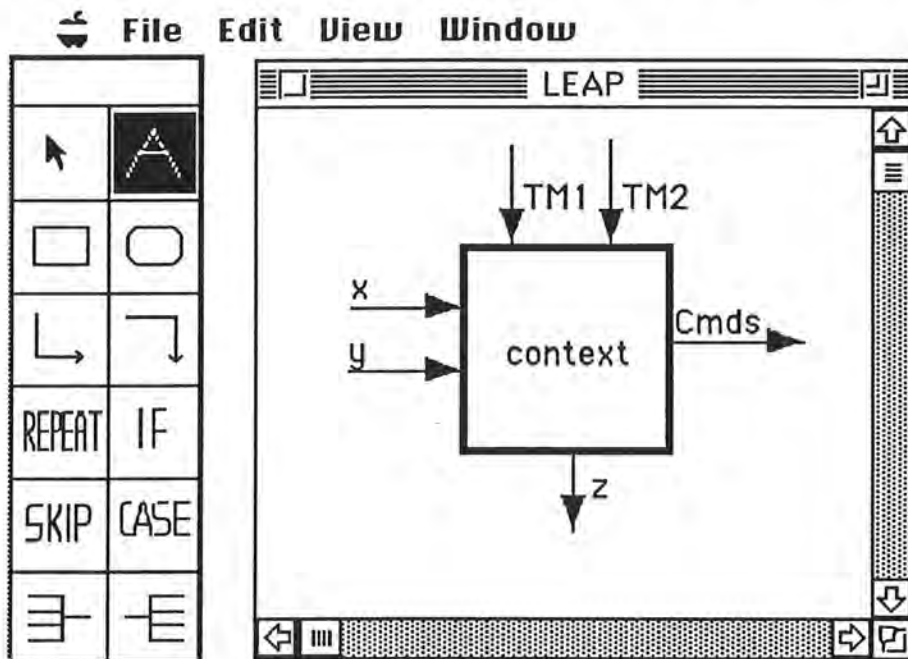 File Edit View Window
LEAP
A
TM1 TM2
x
Cmds
y
context
REPEAT IF
z
SKIP CASE